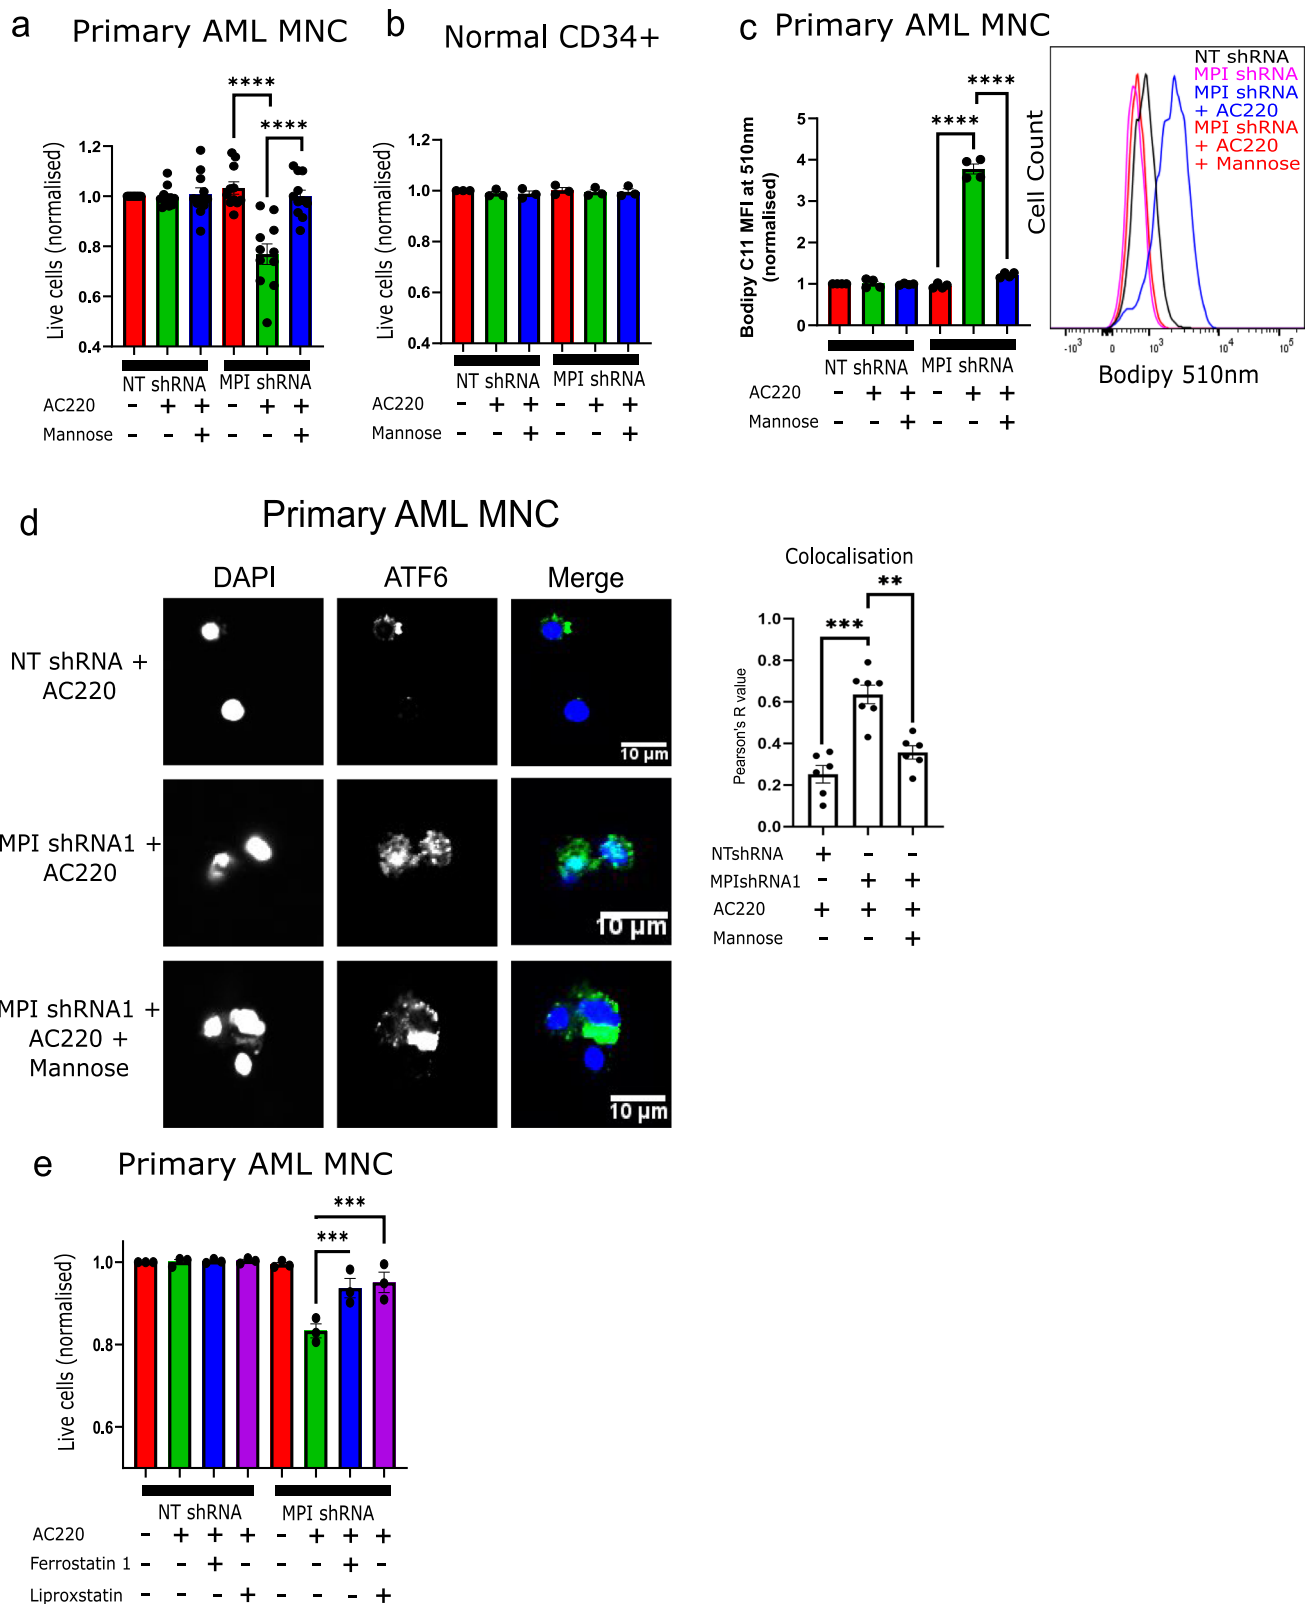 a Primary AML MNC
****
****
Live cells (normalised)
1.2
1.0
0.8
0.6
0.4
NT shRNA MPI shRNA
AC220 - + + - + +
Mannose - - + - - +
b Normal CD34+
Live cells (normalised)
1.2
1.0
0.8
0.6
0.4
NT shRNA MPI shRNA
AC220 - + + - + +
Mannose - - + - - +
c Primary AML MNC
****
****
Bodipy C11 MFI at 510nm
(normalised)
5
4
3
2
1
0
NT shRNA MPI shRNA
AC220 - + + - + +
Mannose - - + - - +
NT shRNA
MPI shRNA
MPI shRNA
+ AC220
MPI shRNA
+ AC220
+ Mannose
Cell Count
-10³ 0 10³ 10⁴ 10⁵
Bodipy 510nm
d Primary AML MNC
DAPI ATF6 Merge
NT shRNA +
AC220
10 µm
MPI shRNA1 +
AC220
10 µm
MPI shRNA1 +
AC220 +
Mannose
10 µm
Colocalisation
**
***
Pearson's R value
1.0
0.8
0.6
0.4
0.2
0.0
NTshRNA + - -
MPIshRNA1 - + +
AC220 + + +
Mannose - - +
e Primary AML MNC
***
***
Live cells (normalised)
1.0
0.8
0.6
NT shRNA MPI shRNA
AC220 - + + + - + + +
Ferrostatin 1 - - + - - - + -
Liproxstatin - - - + - - - +